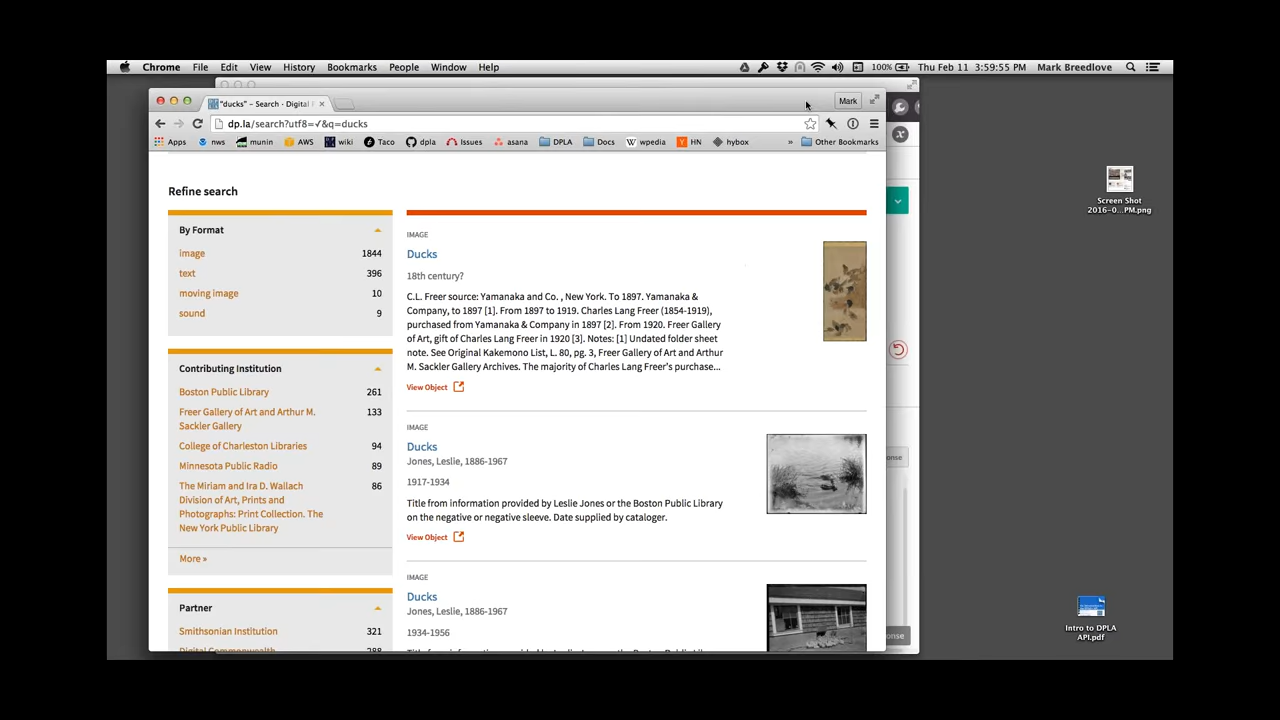 Chrome File Edit View History Bookmarks People Window Help 100% Thu Feb 11 3:59:55 PM Mark Breedlove
"ducks" – Search - Digital
Mark
dp.la/search?utf8=✓&q=ducks
Apps nws munin AWS wiki Taco dpla Issues asana DPLA Docs wpedia HN hybox » Other Bookmarks
Refine search
By Format
image 1844
text 396
moving image 10
sound 9
Contributing Institution
Boston Public Library 261
Freer Gallery of Art and Arthur M. 133
Sackler Gallery
College of Charleston Libraries 94
Minnesota Public Radio 89
The Miriam and Ira D. Wallach 86
Division of Art, Prints and
Photographs: Print Collection. The
New York Public Library
More »
Partner
Smithsonian Institution 321
Digital Commonwealth 288
IMAGE
Ducks
18th century?
C.L. Freer source: Yamanaka and Co. , New York. To 1897. Yamanaka &
Company, to 1897 [1]. From 1897 to 1919. Charles Lang Freer (1854-1919),
purchased from Yamanaka & Company in 1897 [2]. From 1920. Freer Gallery
of Art, gift of Charles Lang Freer in 1920 [3]. Notes: [1] Undated folder sheet
note. See Original Kakemono List, L. 80, pg. 3, Freer Gallery of Art and Arthur
M. Sackler Gallery Archives. The majority of Charles Lang Freer's purchase...
View Object
IMAGE
Ducks
Jones, Leslie, 1886-1967
1917-1934
Title from information provided by Leslie Jones or the Boston Public Library
on the negative or negative sleeve. Date supplied by cataloger.
View Object
IMAGE
Ducks
Jones, Leslie, 1886-1967
1934-1956
onse
onse
Screen Shot
2016-0...PM.png
Intro to DPLA
API.pdf